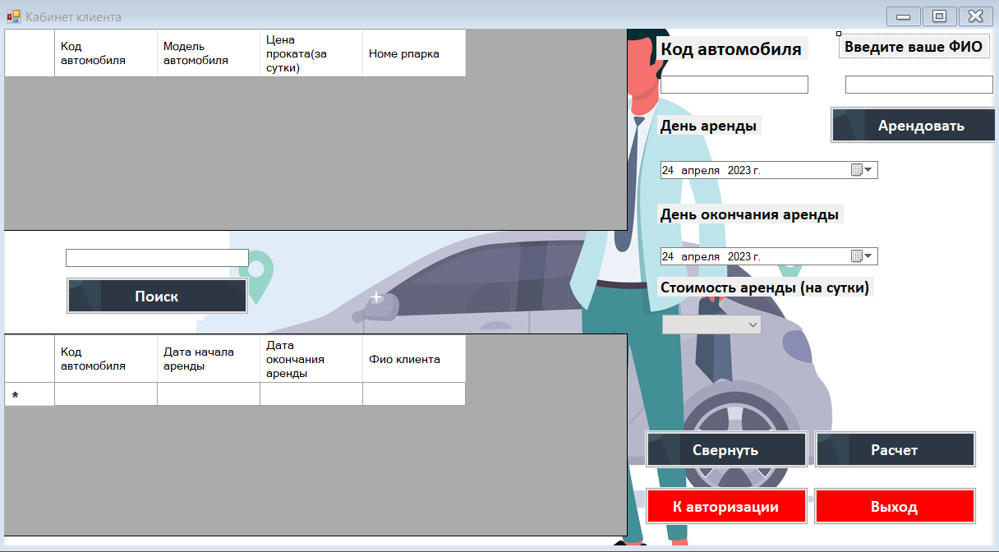 Кабинет клиента
Код
автомобиля
Модель
автомобиля
Цена
проката(за
сутки)
Номе рпарка
Код автомобиля
Введите ваше ФИО
День аренды
Арендовать
24 апреля 2023 г.
День окончания аренды
24 апреля 2023 г.
Стоимость аренды (на сутки)
Поиск
Код
автомобиля
Дата начала
аренды
Дата
окончания
аренды
Фио клиента
*
Свернуть
Расчет
К авторизации
Выход